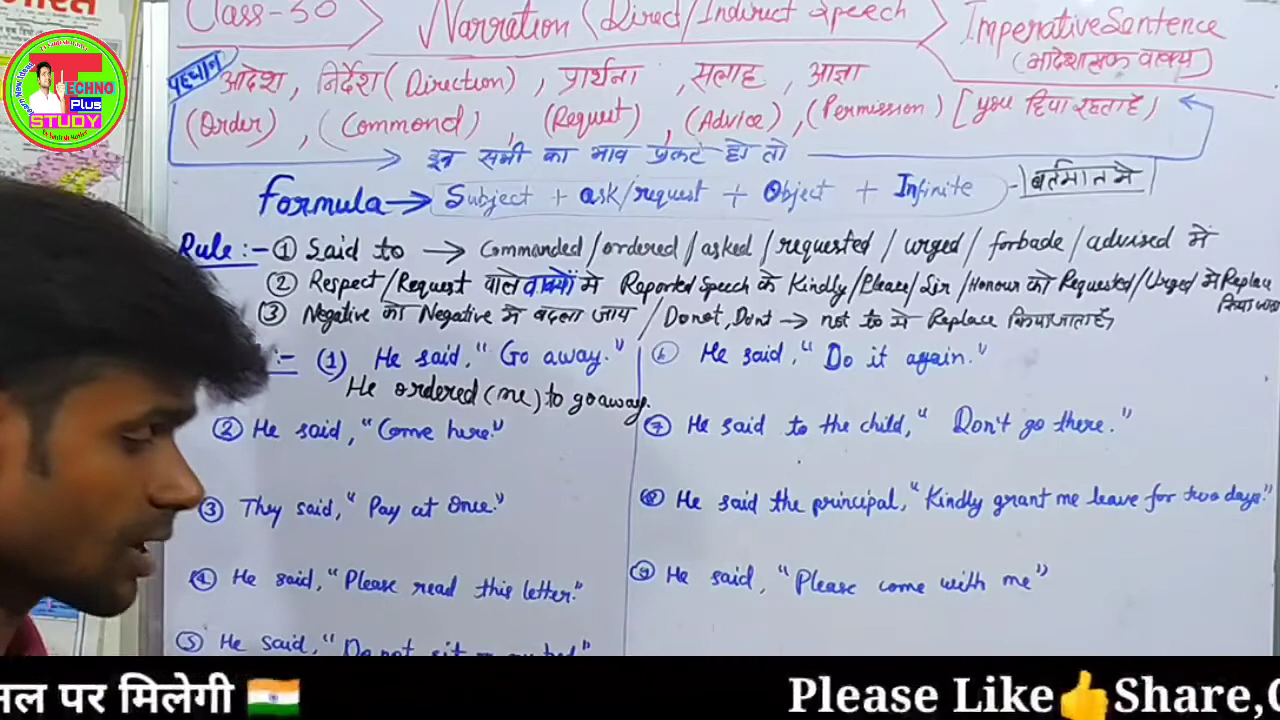 Class-30 Narration (Direct/Indirect Speech Imperative Sentence
(आदेशात्मक वाक्य)
पहचान आदेश, निर्देश (Direction), प्रार्थना, सलाह आज्ञा
(Order), (Commond) (Request), (Advice), (Permission) [you छिपा रहता है)
इन सभी का भाव प्रकट हो तो
Formula → Subject + ask/request + Object + Infinite - वर्तमान मे
Rule :- ① Said to → Commanded/ordered/asked/requested/urged/forbade/advised में
② Respect/Request वाले वाक्यों मे Reported Speech के Kindly/Please/Sir/Honour को Requested/Urged मे Replace
किया जाता
③ Negative को Negative मे बदला जाय / Do not, Dont → not to मे Replace किया जाता है,
:- (1) He said, "Go away."
He ordered (me) to go away.
② He said, "Come here."
③ They said, "Pay at once."
④ He said, "Please read this letter."
⑤ He said, "Do not sit
⑥ He said, "Do it again."
⑦ He said to the child, "Don't go there."
⑧ He said the principal, "Kindly grant me leave for two days."
⑨ He said, "Please come with me"
TECHNO
Plus
STUDY
नल पर मिलेगी
Please Like Share,